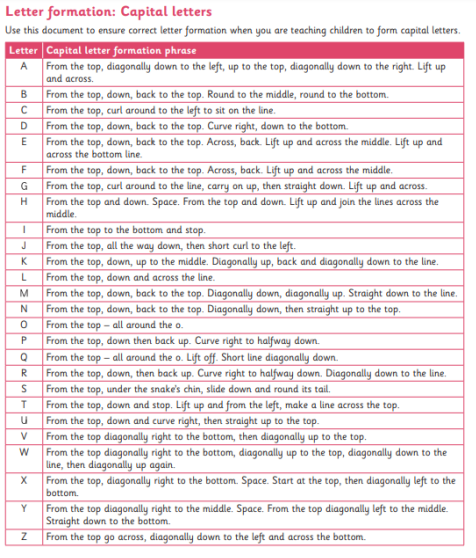 Letter formation: Capital letters
Use this document to ensure correct letter formation when you are teaching children to form capital letters.
Letter Capital letter formation phrase
A From the top, diagonally down to the left, up to the top, diagonally down to the right. Lift up
and across.
B From the top, down, back to the top. Round to the middle, round to the bottom.
C From the top, curl around to the left to sit on the line.
D From the top, down, back to the top. Curve right, down to the bottom.
E From the top, down, back to the top. Across, back. Lift up and across the middle. Lift up and
across the bottom line.
F From the top, down, back to the top. Across, back. Lift up and across the middle.
G From the top, curl around to the line, carry on up, then straight down. Lift up and across.
H From the top and down. Space. From the top and down. Lift up and join the lines across the
middle.
I From the top to the bottom and stop.
J From the top, all the way down, then short curl to the left.
K From the top, down, up to the middle. Diagonally up, back and diagonally down to the line.
L From the top, down and across the line.
M From the top, down, back to the top. Diagonally down, diagonally up. Straight down to the line.
N From the top, down, back to the top. Diagonally down, then straight up to the top.
O From the top – all around the o.
P From the top, down then back up. Curve right to halfway down.
Q From the top – all around the o. Lift off. Short line diagonally down.
R From the top, down, then back up. Curve right to halfway down. Diagonally down to the line.
S From the top, under the snake's chin, slide down and round its tail.
T From the top, down and stop. Lift up and from the left, make a line across the top.
U From the top, down and curve right, then straight up to the top.
V From the top diagonally right to the bottom, then diagonally up to the top.
W From the top diagonally right to the bottom, diagonally up to the top, diagonally down to the
line, then diagonally up again.
X From the top, diagonally right to the bottom. Space. Start at the top, then diagonally left to the
bottom.
Y From the top diagonally right to the middle. Space. From the top diagonally left to the middle.
Straight down to the bottom.
Z From the top go across, diagonally down to the left and across the bottom.